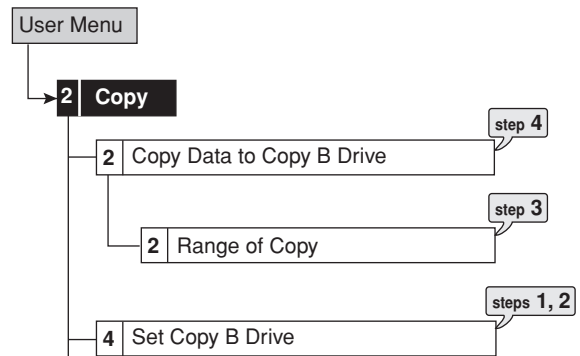 User Menu
2 Copy
step 4
2 Copy Data to Copy B Drive
step 3
2 Range of Copy
steps 1, 2
4 Set Copy B Drive